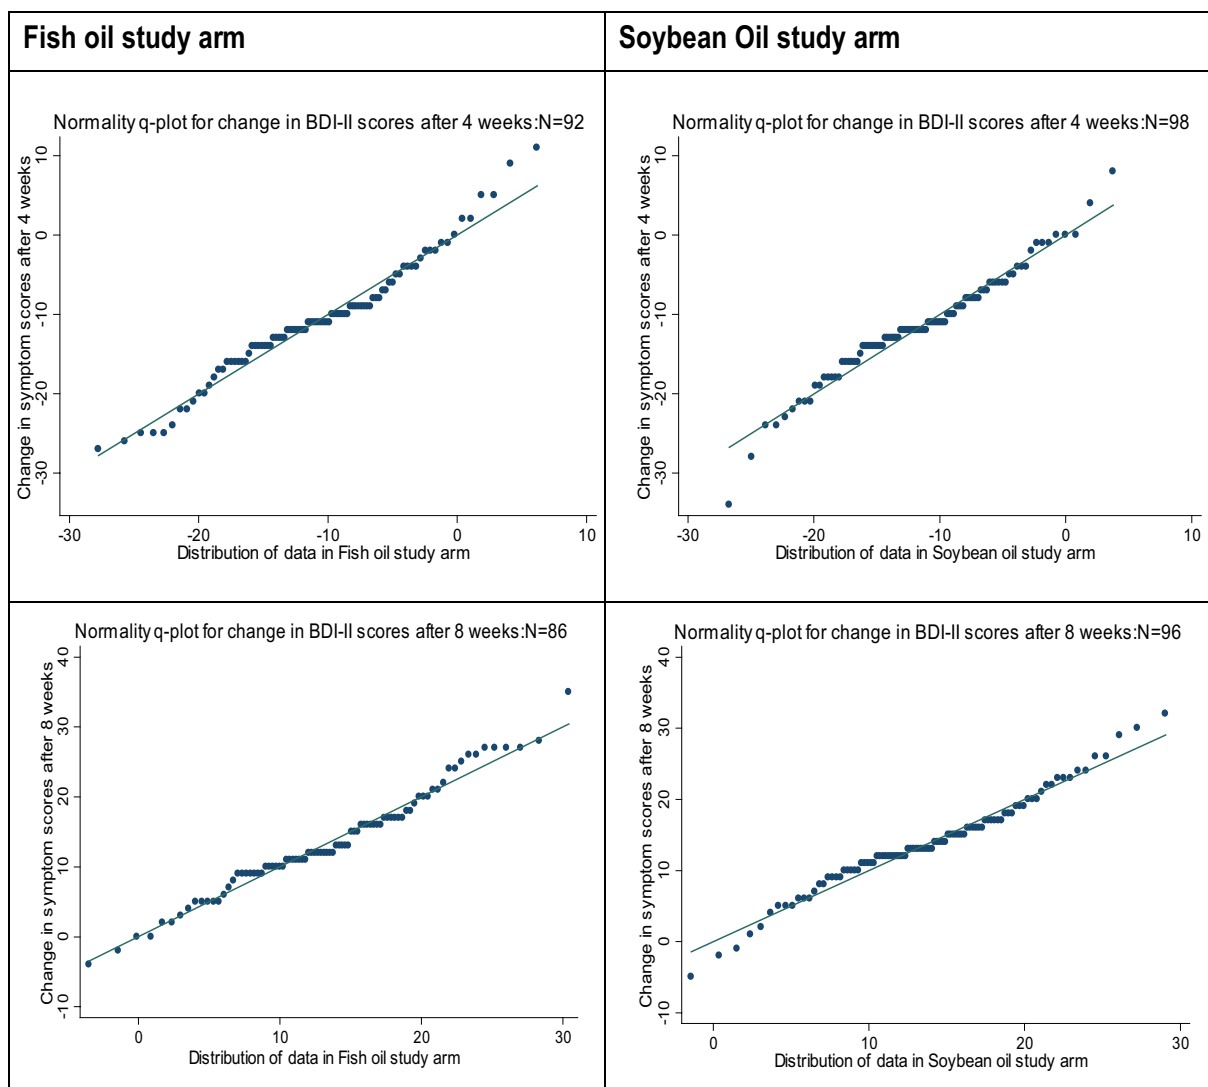 Fish oil study arm
Soybean Oil study arm
Normality q-plot for change in BDI-II scores after 4 weeks:N=92
Change in symptom scores after 4 weeks
10
0
-10
-20
-30
-30
-20
-10
0
10
Distribution of data in Fish oil study arm
Normality q-plot for change in BDI-II scores after 4 weeks:N=98
Change in symptom scores after 4 weeks
10
0
-10
-20
-30
-30
-20
-10
0
10
Distribution of data in Soybean oil study arm
Normality q-plot for change in BDI-II scores after 8 weeks:N=86
Change in symptom scores after 8 weeks
40
30
20
10
0
-10
0
10
20
30
Distribution of data in Fish oil study arm
Normality q-plot for change in BDI-II scores after 8 weeks:N=96
Change in symptom scores after 8 weeks
40
30
20
10
0
-10
0
10
20
30
Distribution of data in Soybean oil study arm